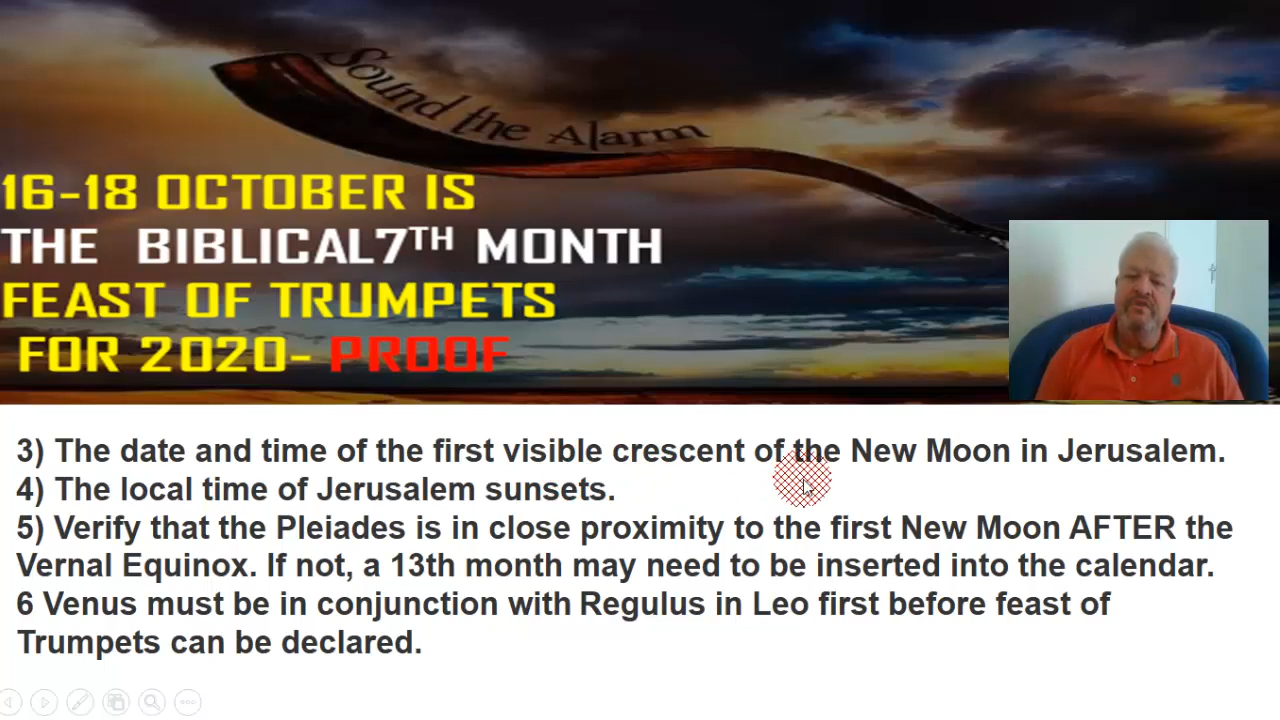 Sound the Alarm
16-18 OCTOBER IS
THE BIBLICAL7TH MONTH
FEAST OF TRUMPETS
FOR 2020- PROOF
3) The date and time of the first visible crescent of the New Moon in Jerusalem.
4) The local time of Jerusalem sunsets.
5) Verify that the Pleiades is in close proximity to the first New Moon AFTER the
Vernal Equinox. If not, a 13th month may need to be inserted into the calendar.
6 Venus must be in conjunction with Regulus in Leo first before feast of
Trumpets can be declared.